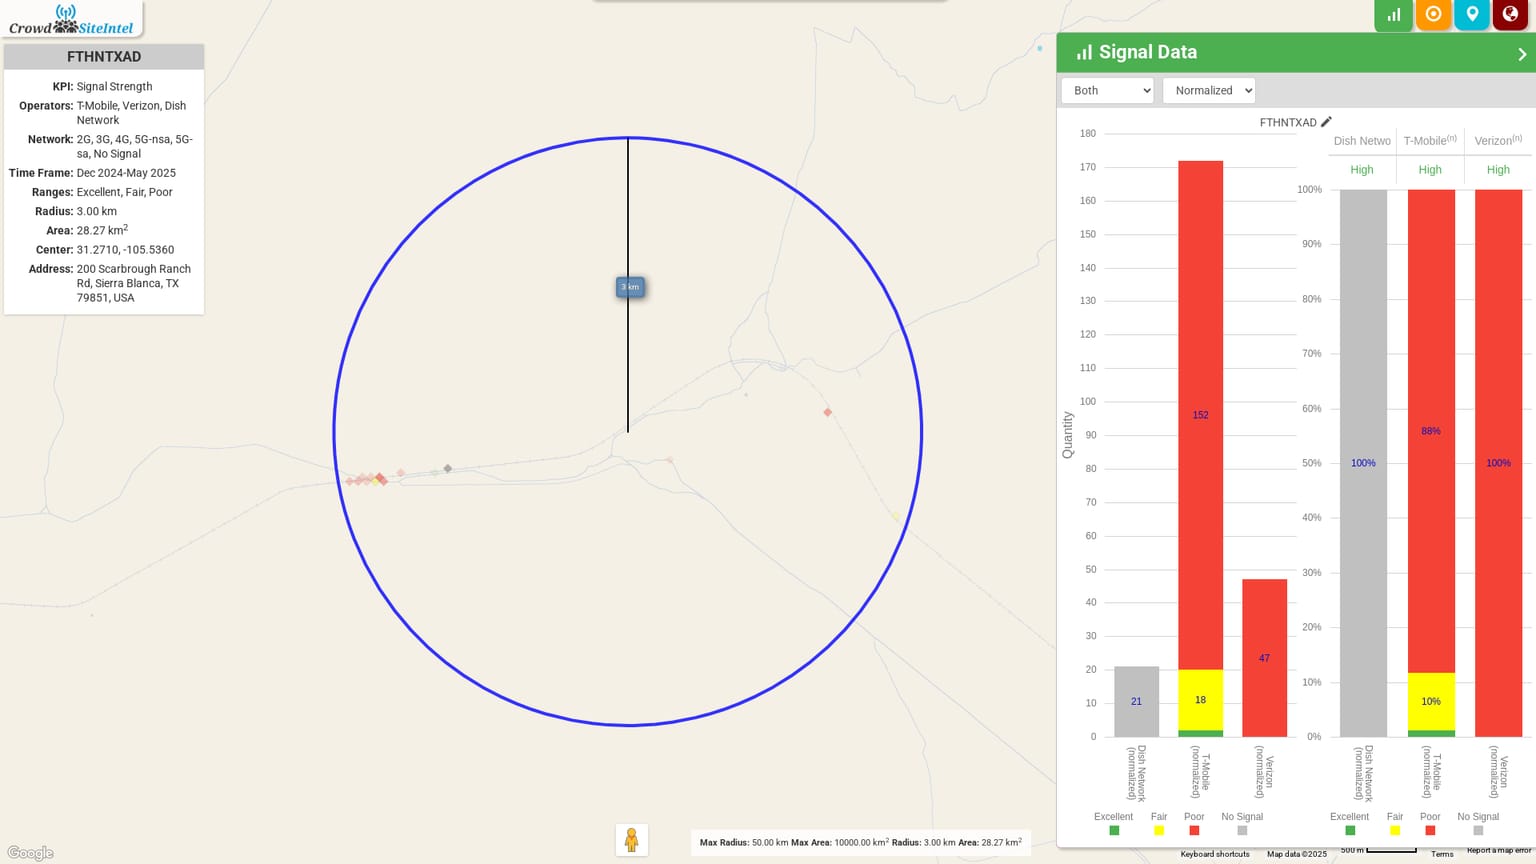 Crowd SiteIntel
FTHNTXAD
KPI: Signal Strength
Operators: T-Mobile, Verizon, Dish
Network
Network: 2G, 3G, 4G, 5G-nsa, 5G-
sa, No Signal
Time Frame: Dec 2024-May 2025
Ranges: Excellent, Fair, Poor
Radius: 3.00 km
Area: 28.27 km²
Center: 31.2710, -105.5360
Address: 200 Scarbrough Ranch
Rd, Sierra Blanca, TX
79851, USA
3 km
Google
Max Radius: 50.00 km Max Area: 10000.00 km² Radius: 3.00 km Area: 28.27 km²
Signal Data
Both
Normalized
FTHNTXAD
Quantity
180
170
160
150
140
130
120
110
100
90
80
70
60
50
40
30
20
10
0
21
152
18
47
Dish Network
(normalized)
T-Mobile
(normalized)
Verizon
(normalized)
Excellent Fair Poor No Signal
Dish Netwo T-Mobile(n) Verizon(n)
High High High
100%
90%
80%
70%
60%
50%
40%
30%
20%
10%
0%
100%
88%
10%
100%
Dish Network
(normalized)
T-Mobile
(normalized)
Verizon
(normalized)
Excellent Fair Poor No Signal
Keyboard shortcuts Map data ©2025 500 m Terms Report a map error